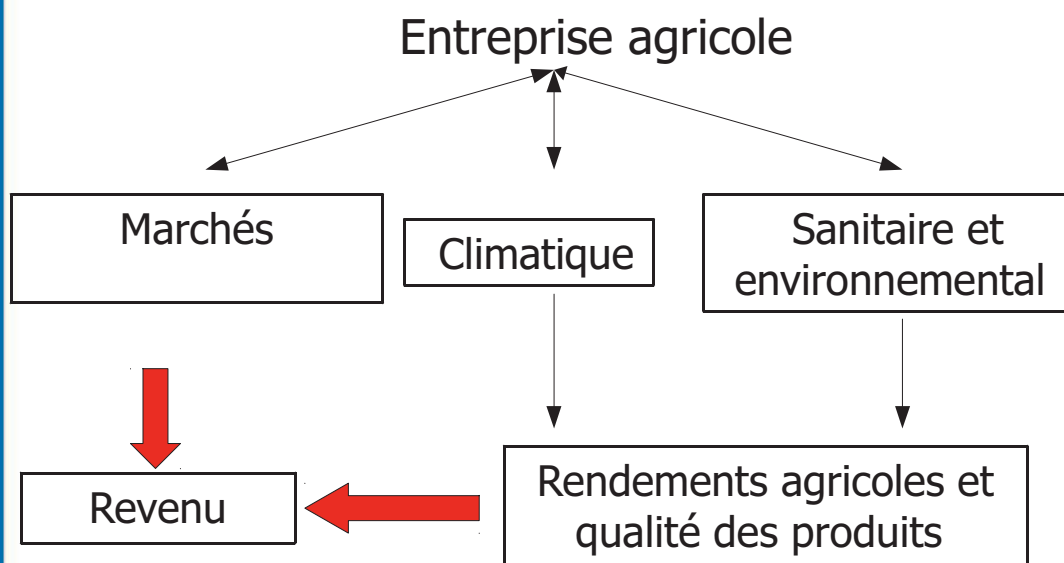 Entreprise agricole
Marchés
Climatique
Sanitaire et
environnemental
Revenu
Rendements agricoles et
qualité des produits